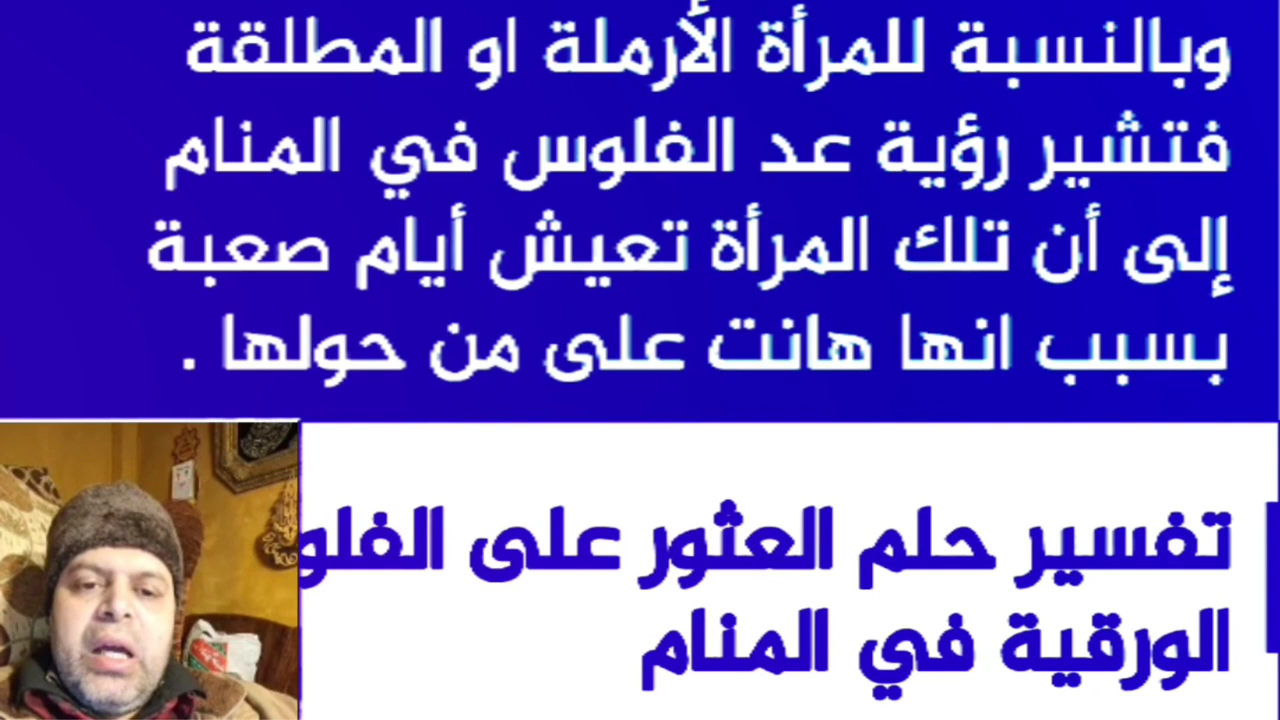 وبالنسبة للمرأة الأرملة او المطلقة
فتشير رؤية عد الفلوس في المنام
إلى أن تلك المرأة تعيش أيام صعبة
بسبب انها هانت على من حولها .
تفسير حلم العثور على الفلو
الورقية في المنام